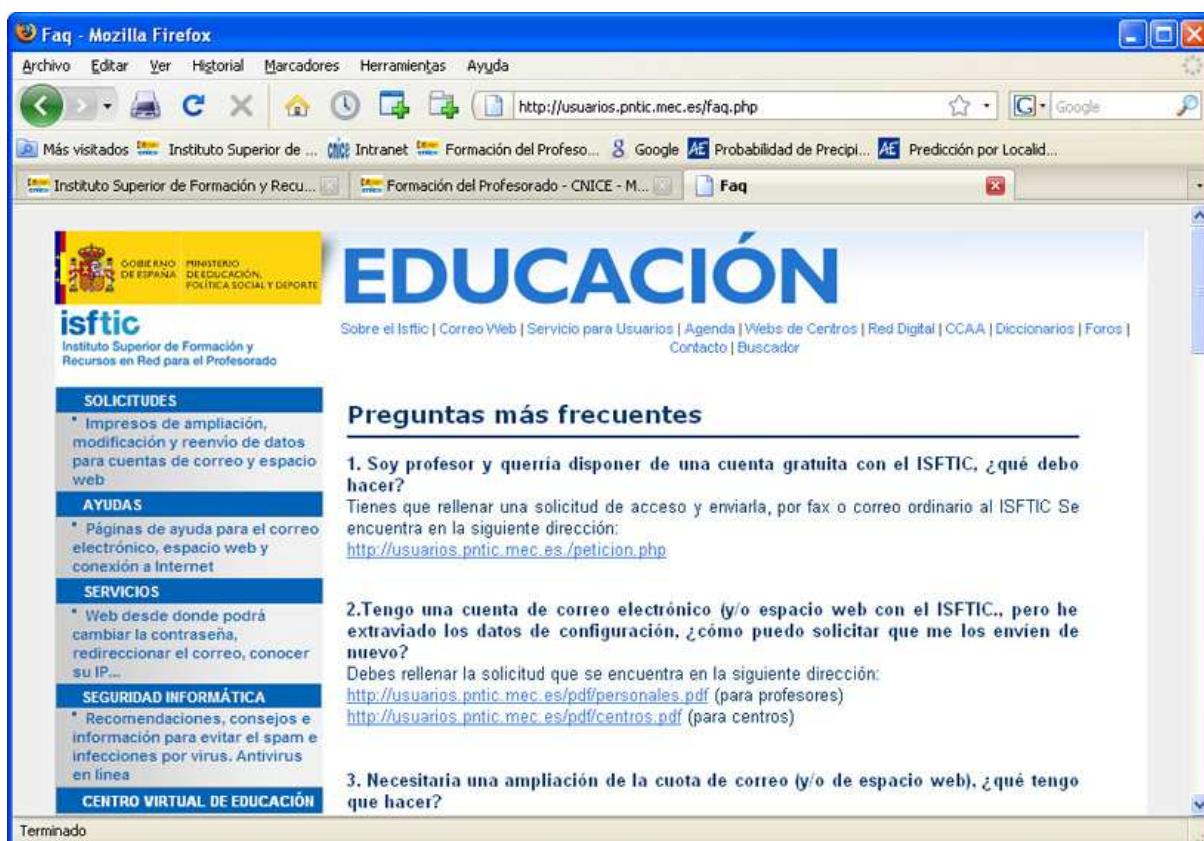 Faq - Mozilla Firefox
Archivo Editar Ver Historial Marcadores Herramientas Ayuda
http://usuarios.pntic.mec.es/faq.php
G Google
Más visitados Instituto Superior de ... cnice Intranet Formación del Profeso... Google AE Probabilidad de Precipi... AE Predicción por Localid...
Instituto Superior de Formación y Recu... Formación del Profesorado - CNICE - M... Faq
GOBIERNO DE ESPAÑA
MINISTERIO DE EDUCACIÓN, POLÍTICA SOCIAL Y DEPORTE
EDUCACIÓN
isftic
Instituto Superior de Formación y
Recursos en Red para el Profesorado
Sobre el Isftic | Correo Web | Servicio para Usuarios | Agenda | Webs de Centros | Red Digital | CCAA | Diccionarios | Foros |
Contacto | Buscador
SOLICITUDES
* Impresos de ampliación,
modificación y reenvio de datos
para cuentas de correo y espacio
web
AYUDAS
* Páginas de ayuda para el correo
electrónico, espacio web y
conexión a Internet
SERVICIOS
* Web desde donde podrá
cambiar la contraseña,
redireccionar el correo, conocer
su IP...
SEGURIDAD INFORMÁTICA
* Recomendaciones, consejos e
información para evitar el spam e
infecciones por virus. Antivirus
en línea
CENTRO VIRTUAL DE EDUCACIÓN
Preguntas más frecuentes
1. Soy profesor y querría disponer de una cuenta gratuita con el ISFTIC, ¿qué debo
hacer?
Tienes que rellenar una solicitud de acceso y enviarla, por fax o correo ordinario al ISFTIC Se
encuentra en la siguiente dirección:
http://usuarios.pntic.mec.es./peticion.php
2.Tengo una cuenta de correo electrónico (y/o espacio web con el ISFTIC., pero he
extraviado los datos de configuración, ¿cómo puedo solicitar que me los envíen de
nuevo?
Debes rellenar la solicitud que se encuentra en la siguiente dirección:
http://usuarios.pntic.mec.es/pdf/personales.pdf (para profesores)
http://usuarios.pntic.mec.es/pdf/centros.pdf (para centros)
3. Necesitaria una ampliación de la cuota de correo (y/o de espacio web), ¿qué tengo
que hacer?
Terminado